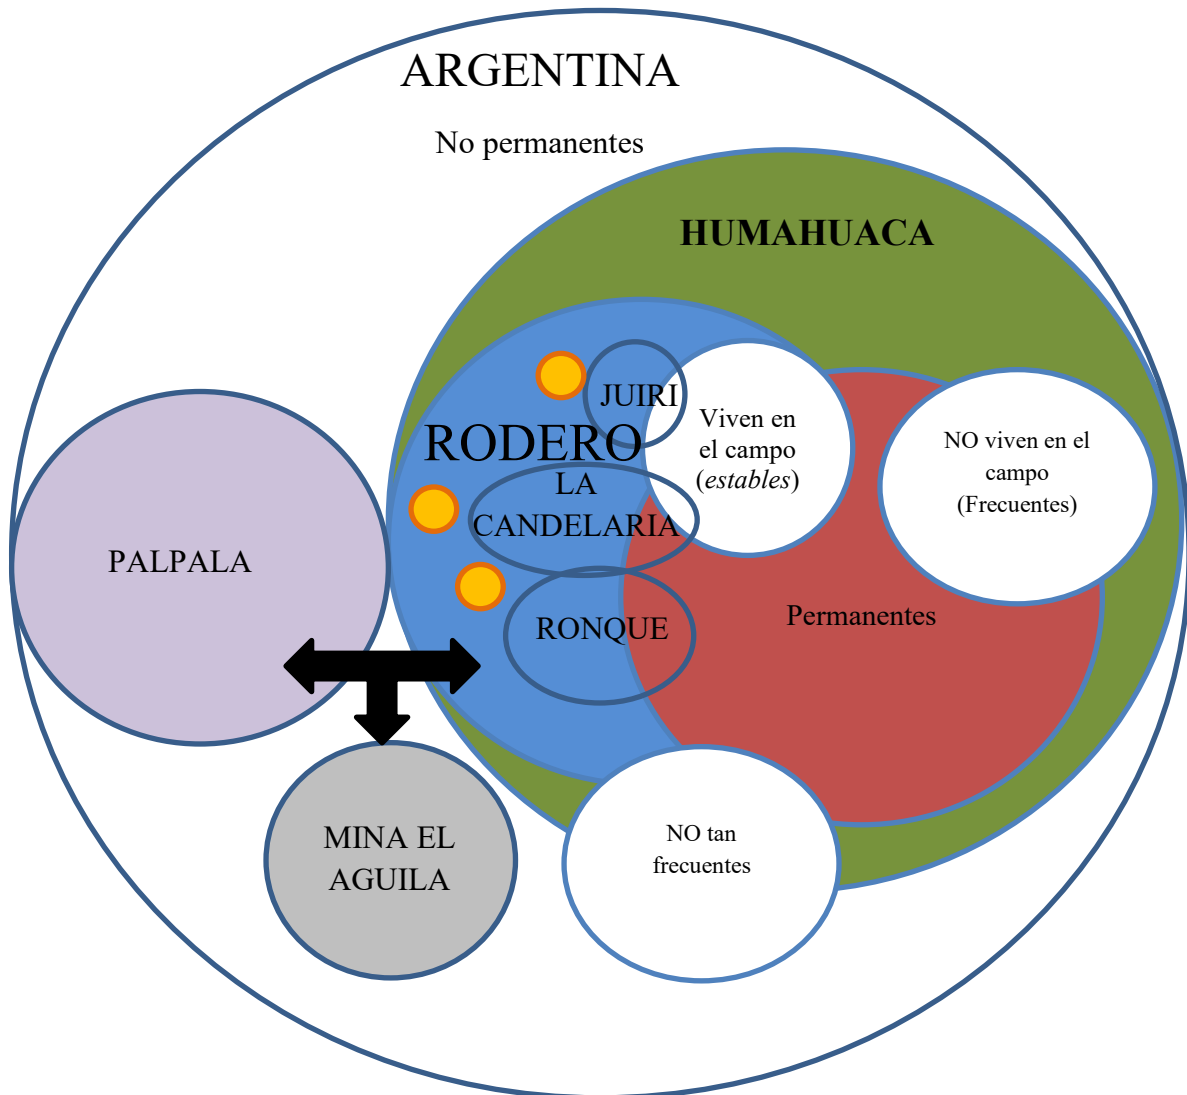 ARGENTINA
No permanentes
HUMAHUACA
JUIRI
RODERO
LA
CANDELARIA
RONQUE
Viven en
el campo
(estables)
NO viven en el
campo
(Frecuentes)
Permanentes
PALPALA
MINA EL
AGUILA
NO tan
frecuentes